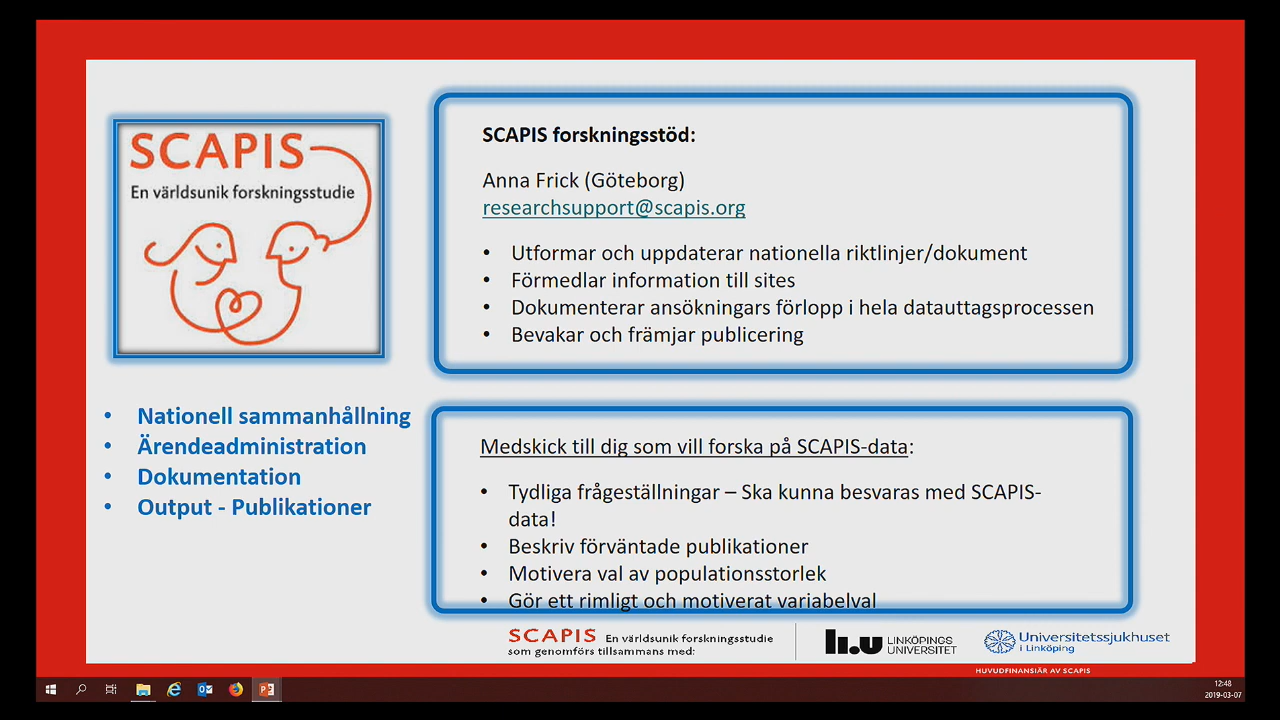 SCAPIS
En världsunik forskningsstudie
• Nationell sammanhållning
• Ärendeadministration
• Dokumentation
• Output - Publikationer
SCAPIS forskningsstöd:
Anna Frick (Göteborg)
researchsupport@scapis.org
• Utformar och uppdaterar nationella riktlinjer/dokument
• Förmedlar information till sites
• Dokumenterar ansökningars förlopp i hela datauttagsprocessen
• Bevakar och främjar publicering
Medskick till dig som vill forska på SCAPIS-data:
• Tydliga frågeställningar – Ska kunna besvaras med SCAPIS-
data!
• Beskriv förväntade publikationer
• Motivera val av populationsstorlek
• Gör ett rimligt och motiverat variabelval
SCAPIS En världsunik forskningsstudie
som genomförs tillsammans med:
li.u LINKÖPINGS
UNIVERSITET
Universitetssjukhuset
i Linköping
HUVUDFINANSIÄR AV SCAPIS
12:48
2019-03-07